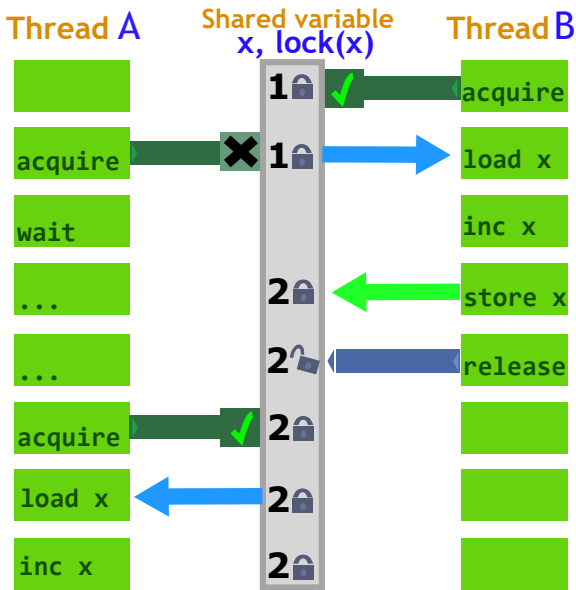 Thread A Shared variable Thread B
x, lock(x)
1 acquire
acquire 1 load x
wait inc x
... 2 store x
... 2 release
acquire 2
load x 2
inc x 2